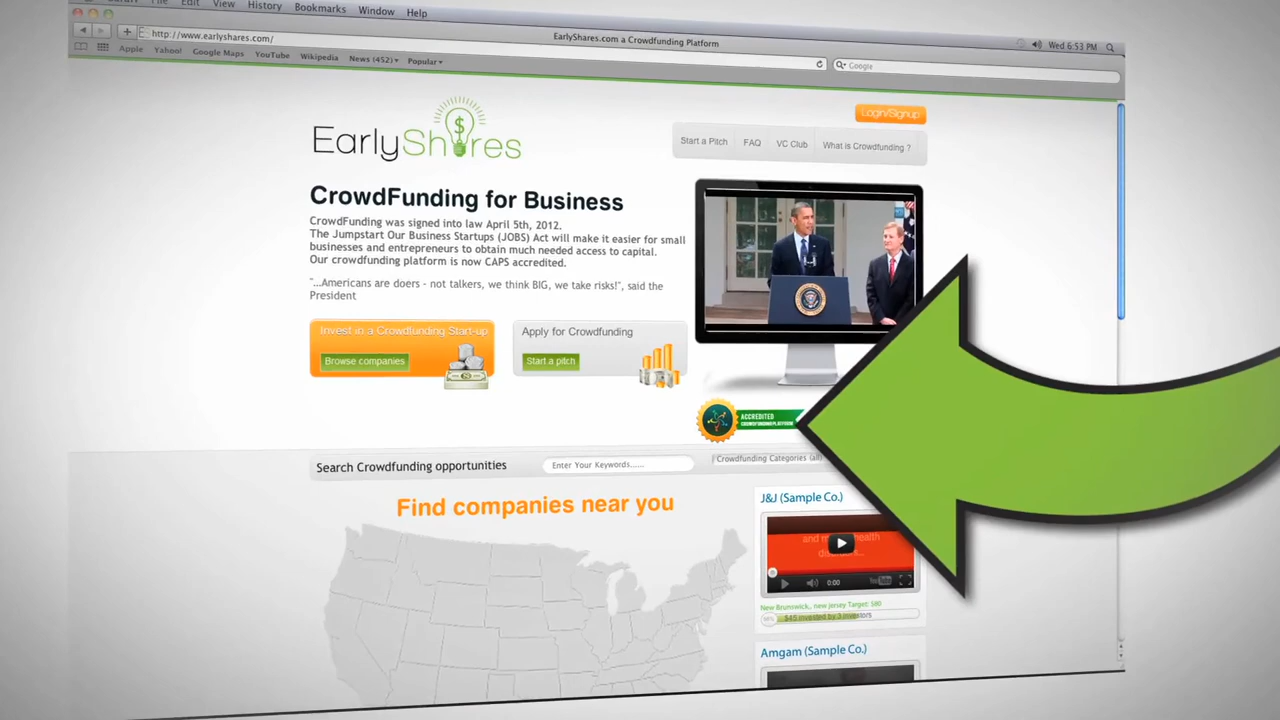 File Edit View History Bookmarks Window Help
EarlyShares.com a Crowdfunding Platform
Wed 6:53 PM
http://www.earlyshares.com/
Google
Apple Yahoo! Google Maps YouTube Wikipedia News (452) Popular
EarlyShares
Login/Signup
Start a Pitch FAQ VC Club What is Crowdfunding ?
CrowdFunding for Business
CrowdFunding was signed into law April 5th, 2012.
The Jumpstart Our Business Startups (JOBS) Act will make it easier for small
businesses and entrepreneurs to obtain much needed access to capital.
Our crowdfunding platform is now CAPS accredited.
"...Americans are doers - not talkers, we think BIG, we take risks!", said the
President
Invest in a Crowdfunding Start-up
Browse companies
Apply for Crowdfunding
Start a pitch
ACCREDITED
CROWDFUNDING PLATFORM
Search Crowdfunding opportunities
Enter Your Keywords......
Crowdfunding Categories (all)
Find companies near you
J&J (Sample Co.)
YouTube
0:00
New Brunswick,, new jersey Target: $80
$45 invested by 3 investors
Amgam (Sample Co.)